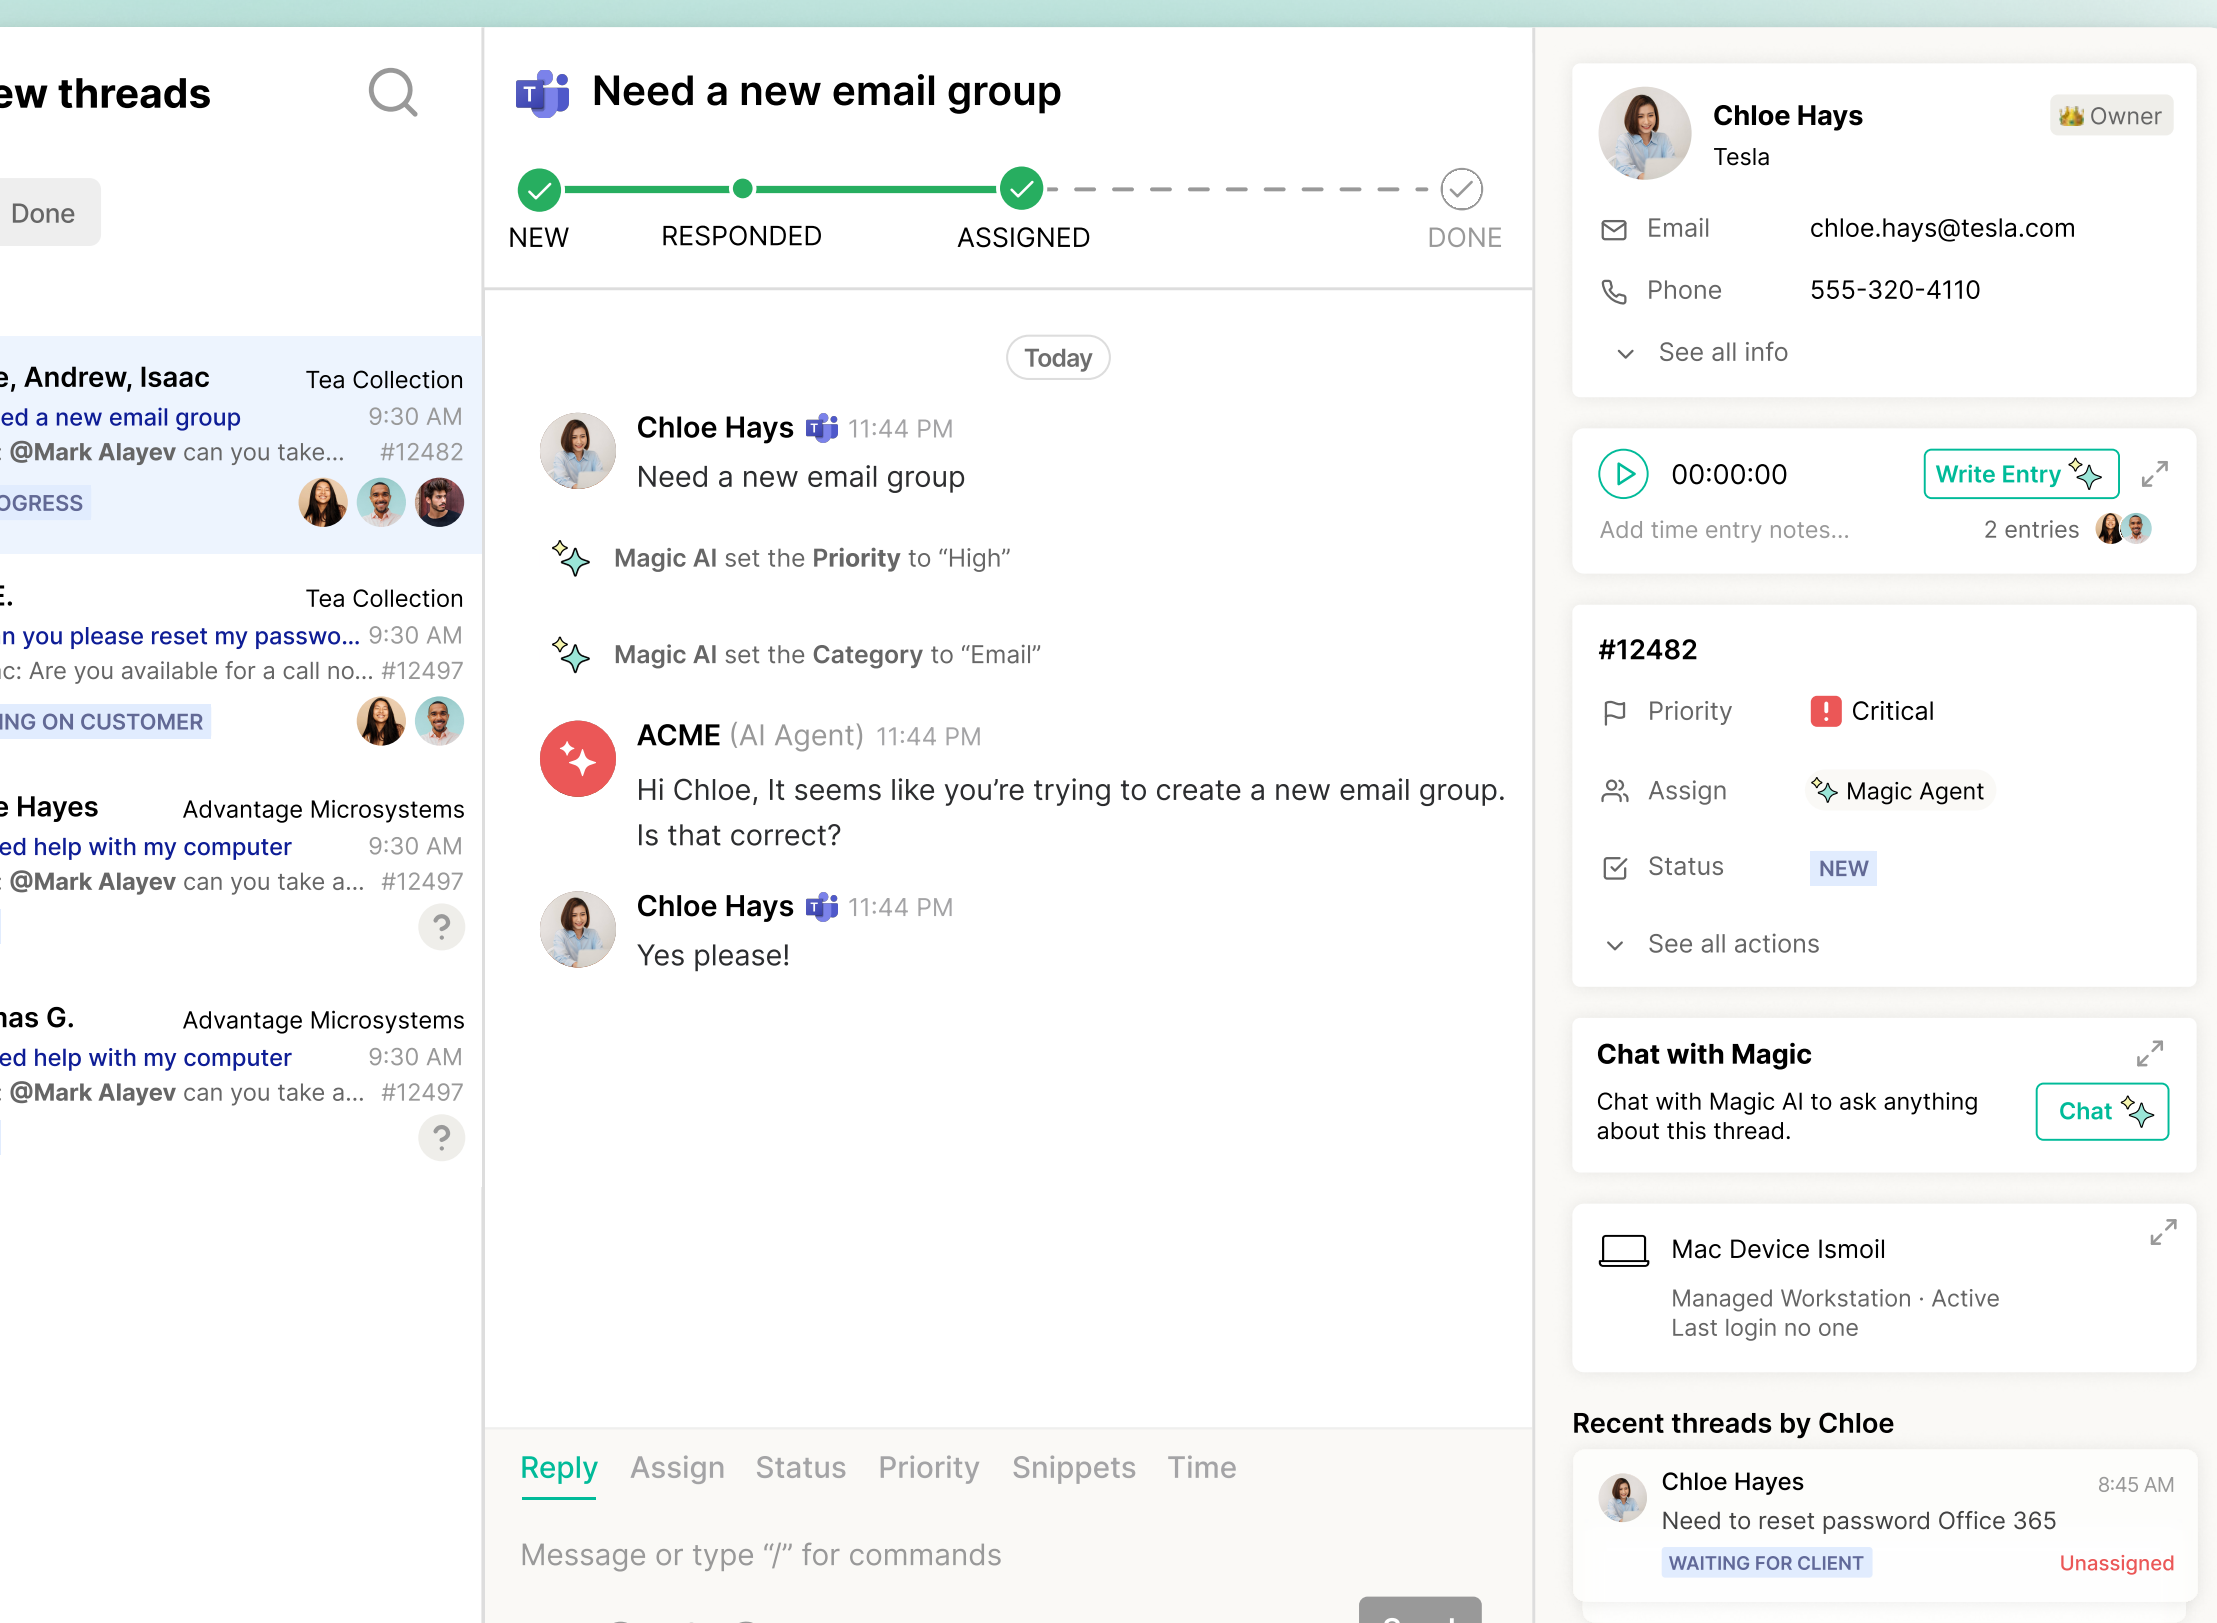 ew threads
Done
e, Andrew, Isaac
Tea Collection
ed a new email group
9:30 AM
: @Mark Alayev can you take...
#12482
OGRESS
E.
Tea Collection
n you please reset my passwo...
9:30 AM
c: Are you available for a call no...
#12497
ING ON CUSTOMER
e Hayes
Advantage Microsystems
ed help with my computer
9:30 AM
: @Mark Alayev can you take a...
#12497
?
nas G.
Advantage Microsystems
ed help with my computer
9:30 AM
: @Mark Alayev can you take a...
#12497
?
T
Need a new email group
NEW
RESPONDED
ASSIGNED
DONE
Today
Chloe Hays
T
11:44 PM
Need a new email group
Magic AI set the Priority to “High”
Magic AI set the Category to “Email”
ACME (AI Agent) 11:44 PM
Hi Chloe, It seems like you’re trying to create a new email group.
Is that correct?
Chloe Hays
T
11:44 PM
Yes please!
Reply
Assign
Status
Priority
Snippets
Time
Message or type “/” for commands
Chloe Hays
Owner
Tesla
Email
chloe.hays@tesla.com
Phone
555-320-4110
See all info
00:00:00
Write Entry
Add time entry notes...
2 entries
#12482
Priority
! Critical
Assign
Magic Agent
Status
NEW
See all actions
Chat with Magic
Chat with Magic AI to ask anything
about this thread.
Chat
Mac Device Ismoil
Managed Workstation · Active
Last login no one
Recent threads by Chloe
Chloe Hayes
8:45 AM
Need to reset password Office 365
WAITING FOR CLIENT
Unassigned